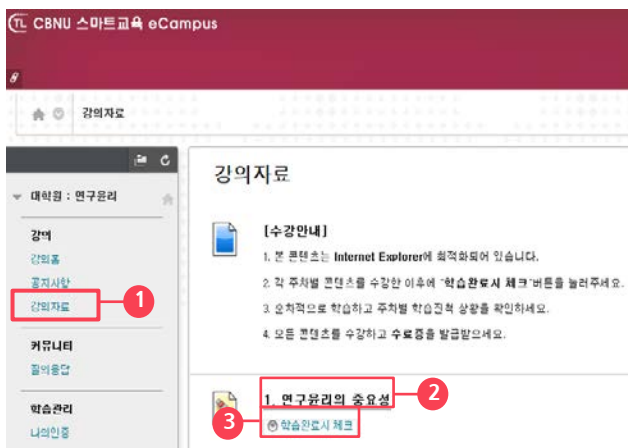 CBNU 스마트교육 eCampus
강의자료
대학원 : 연구윤리
강의
강의홈
공지사항
강의자료
1
커뮤니티
질의응답
학습관리
나의인증
강의자료
[수강안내]
1. 본 콘텐츠는 Internet Explorer에 최적화되어 있습니다.
2. 각 주차별 콘텐츠를 수강한 이후에 "학습완료시 체크"버튼을 눌러주세요.
3. 순차적으로 학습하고 주차별 학습진척 상황을 확인하세요.
4. 모든 콘텐츠를 수강하고 수료증을 발급받으세요.
1. 연구윤리의 중요성
2
3
학습완료시 체크